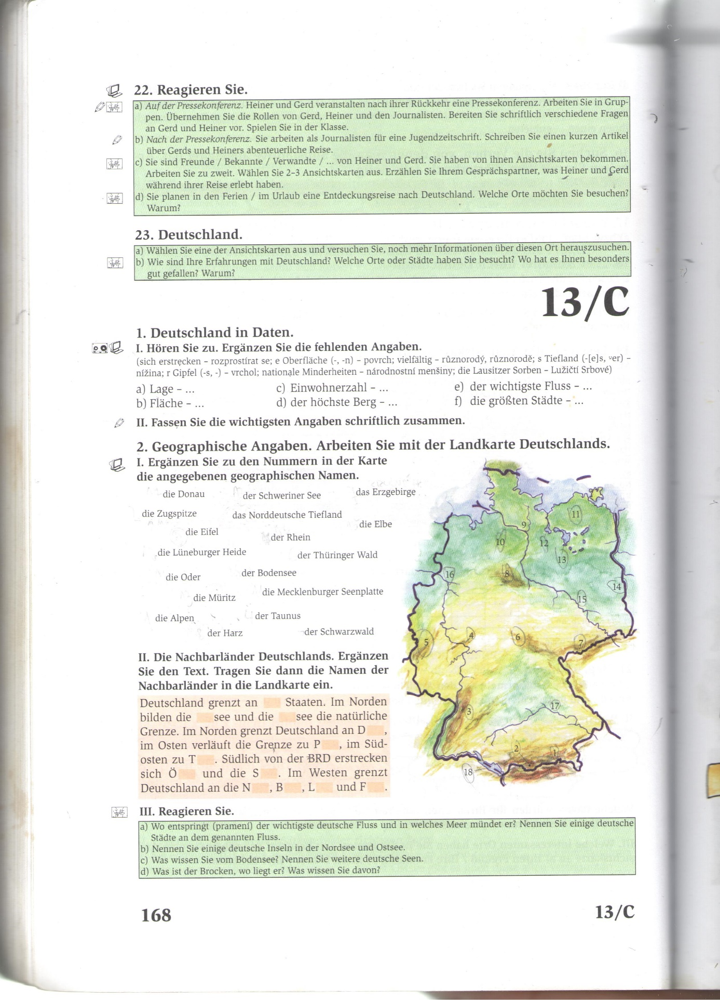 22. Reagieren Sie.
a) Auf der Pressekonferenz. Heiner und Gerd veranstalten nach ihrer Rückkehr eine Pressekonferenz. Arbeiten Sie in Grup-
pen. Übernehmen Sie die Rollen von Gerd, Heiner und den Journalisten. Bereiten Sie schriftlich verschiedene Fragen
an Gerd und Heiner vor. Spielen Sie in der Klasse.
b) Nach der Pressekonferenz. Sie arbeiten als Journalisten für eine Jugendzeitschrift. Schreiben Sie einen kurzen Artikel
über Gerds und Heiners abenteuerliche Reise.
c) Sie sind Freunde / Bekannte / Verwandte / ... von Heiner und Gerd. Sie haben von ihnen Ansichtskarten bekommen.
Arbeiten Sie zu zweit. Wählen Sie 2–3 Ansichtskarten aus. Erzählen Sie Ihrem Gesprächspartner, was Heiner und Gerd
während ihrer Reise erlebt haben.
d) Sie planen in den Ferien / im Urlaub eine Entdeckungsreise nach Deutschland. Welche Orte möchten Sie besuchen?
Warum?
23. Deutschland.
a) Wählen Sie eine der Ansichtskarten aus und versuchen Sie, noch mehr Informationen über diesen Ort herauszusuchen.
b) Wie sind Ihre Erfahrungen mit Deutschland? Welche Orte oder Städte haben Sie besucht? Wo hat es Ihnen besonders
gut gefallen? Warum?
13/C
1. Deutschland in Daten.
I. Hören Sie zu. Ergänzen Sie die fehlenden Angaben.
(sich erstrecken – rozprostírat se; e Oberfläche (-, -n) – povrch; vielfältig – různorodý, různorodě; s Tiefland (-[e]s, ¨er) –
nížina; r Gipfel (-s, -) – vrchol; nationale Minderheiten – národnostní menšiny; die Lausitzer Sorben – Lužičtí Srbové)
a) Lage – ... c) Einwohnerzahl – ... e) der wichtigste Fluss – ...
b) Fläche – ... d) der höchste Berg – ... f) die größten Städte – ...
II. Fassen Sie die wichtigsten Angaben schriftlich zusammen.
2. Geographische Angaben. Arbeiten Sie mit der Landkarte Deutschlands.
I. Ergänzen Sie zu den Nummern in der Karte
die angegebenen geographischen Namen.
die Donau der Schweriner See das Erzgebirge
die Zugspitze das Norddeutsche Tiefland
die Elbe
die Eifel der Rhein
die Lüneburger Heide der Thüringer Wald
die Oder der Bodensee
die Müritz die Mecklenburger Seenplatte
die Alpen der Taunus
der Harz der Schwarzwald
11
9
10 12
13
8
16
14
15
4 6
5 7
17
3
2 1
18
II. Die Nachbarländer Deutschlands. Ergänzen
Sie den Text. Tragen Sie dann die Namen der
Nachbarländer in die Landkarte ein.
Deutschland grenzt an Staaten. Im Norden
bilden die see und die see die natürliche
Grenze. Im Norden grenzt Deutschland an D ,
im Osten verläuft die Grenze zu P , im Süd-
osten zu T . Südlich von der BRD erstrecken
sich Ö und die S . Im Westen grenzt
Deutschland an die N , B , L und F .
III. Reagieren Sie.
a) Wo entspringt (pramení) der wichtigste deutsche Fluss und in welches Meer mündet er? Nennen Sie einige deutsche
Städte an dem genannten Fluss.
b) Nennen Sie einige deutsche Inseln in der Nordsee und Ostsee.
c) Was wissen Sie vom Bodensee? Nennen Sie weitere deutsche Seen.
d) Was ist der Brocken, wo liegt er? Was wissen Sie davon?
168 13/C